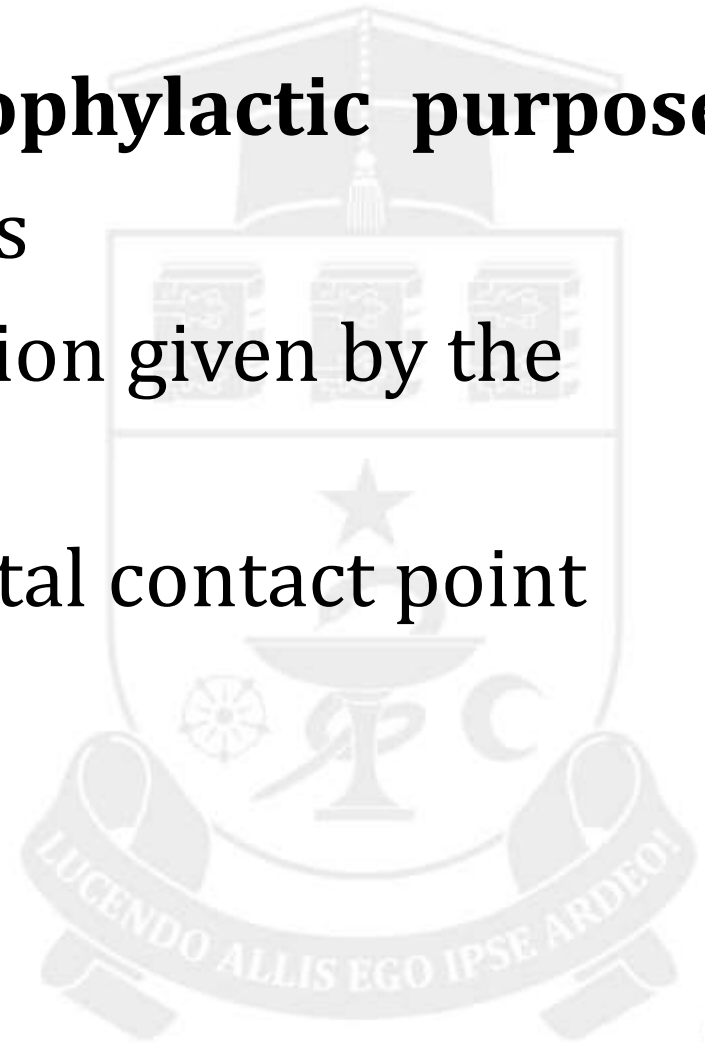 ophylactic purpose
s
ion given by the
tal contact point
LUCENDO ALLIS EGO IPSE ARDEO!